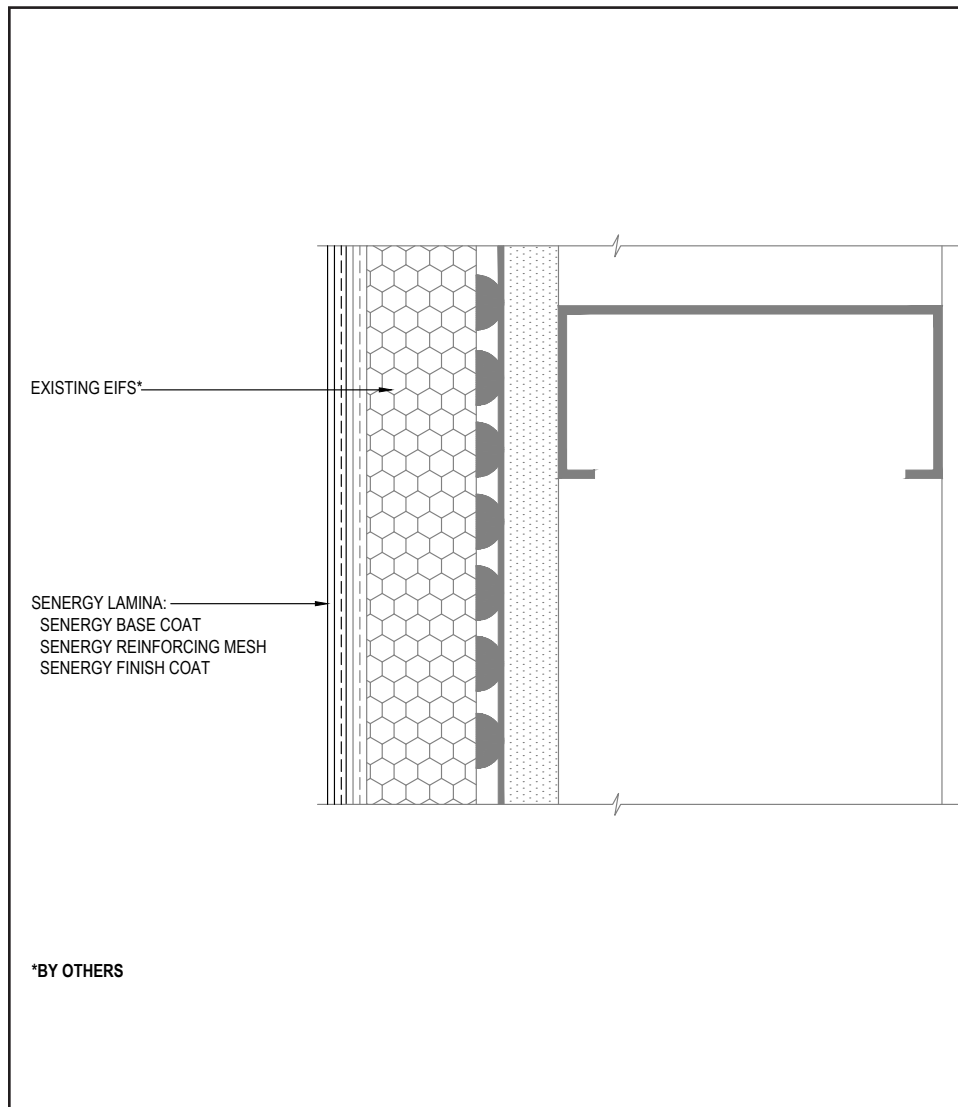 EXISTING EIFS*
SENERGY LAMINA:
SENERGY BASE COAT
SENERGY REINFORCING MESH
SENERGY FINISH COAT
*BY OTHERS